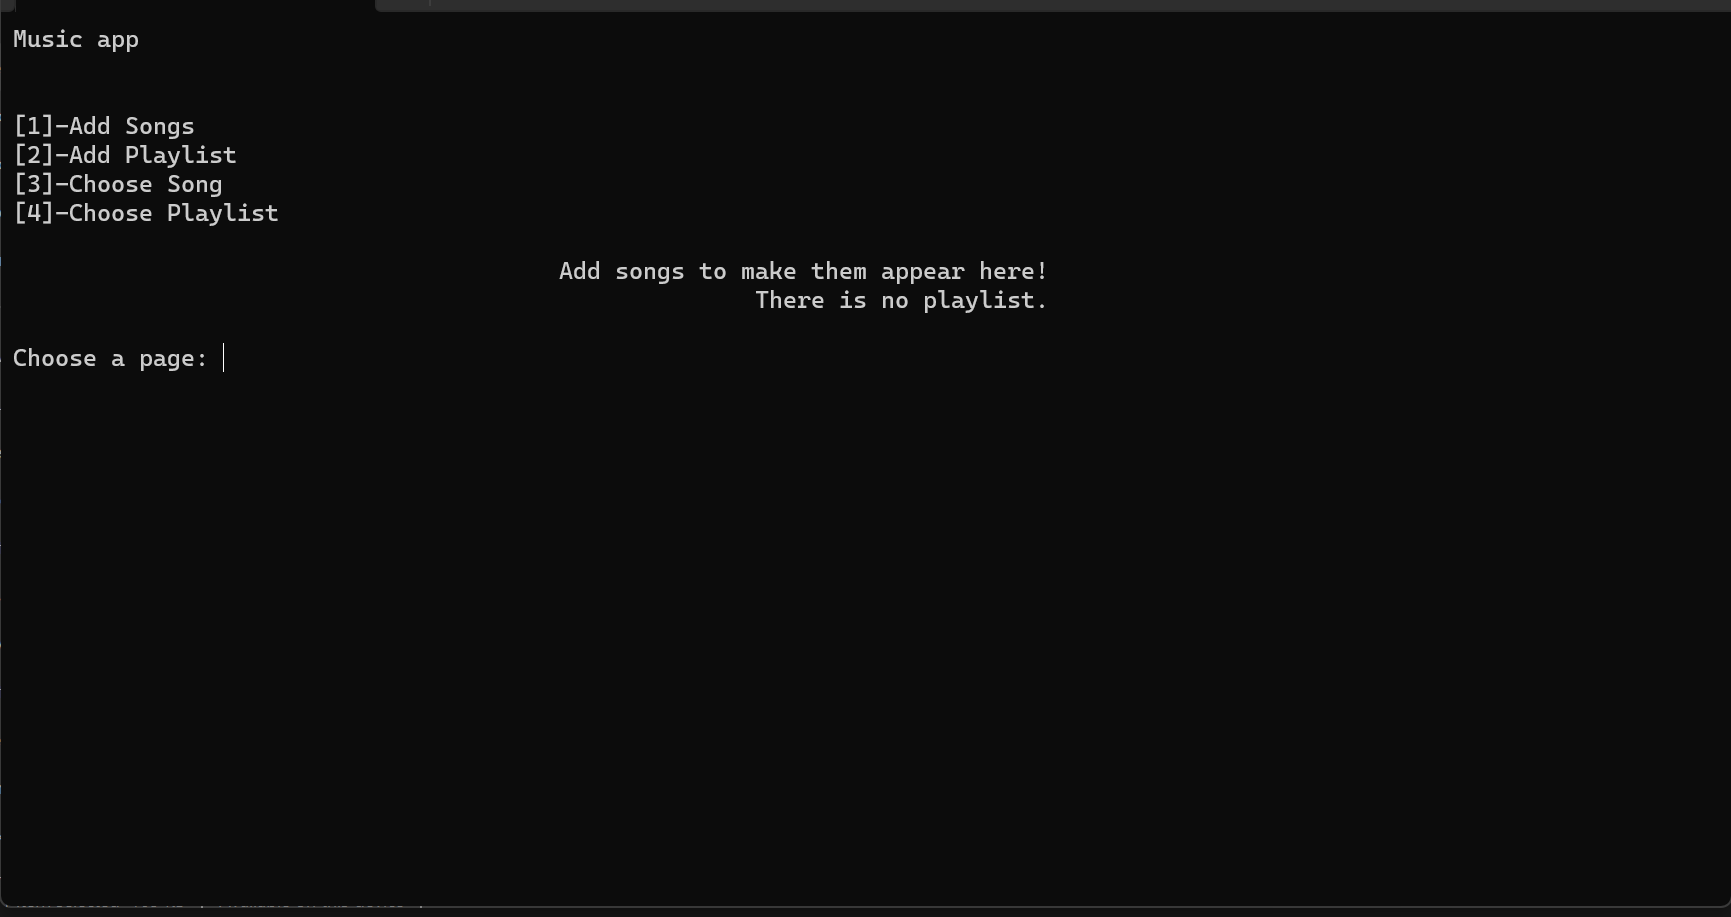 Music app
[1]-Add Songs
[2]-Add Playlist
[3]-Choose Song
[4]-Choose Playlist
Add songs to make them appear here!
There is no playlist.
Choose a page: